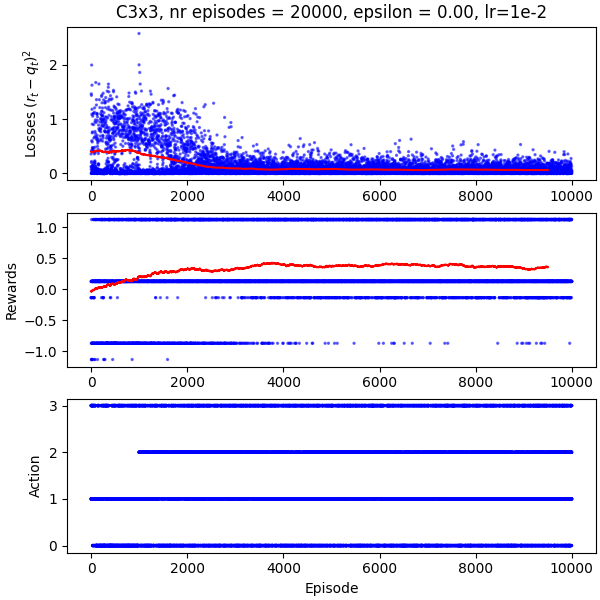 C3x3, nr episodes = 20000, epsilon = 0.00, lr=1e-2
Losses $(r_t - q_t)^2$
2
1
0
0 2000 4000 6000 8000 10000
Rewards
1.0
0.5
0.0
−0.5
−1.0
0 2000 4000 6000 8000 10000
Action
3
2
1
0
0 2000 4000 6000 8000 10000
Episode